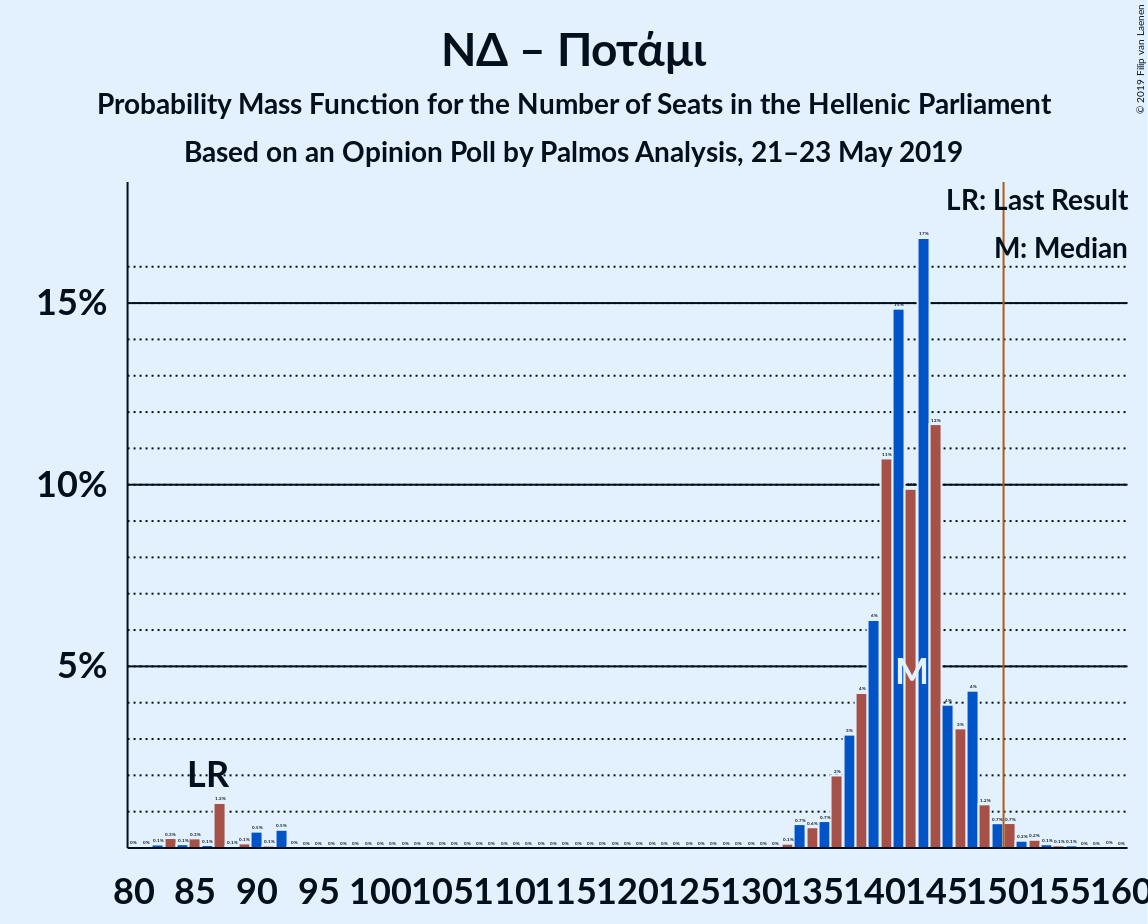 ΝΔ – Ποτάμι
Probability Mass Function for the Number of Seats in the Hellenic Parliament
Based on an Opinion Poll by Palmos Analysis, 21–23 May 2019
© 2019 Filip van Laenen
LR: Last Result
M: Median
15%
10%
5%
LR
M
80 85 90 95 100 105 110 115 120 125 130 135 140 145 150 155 160